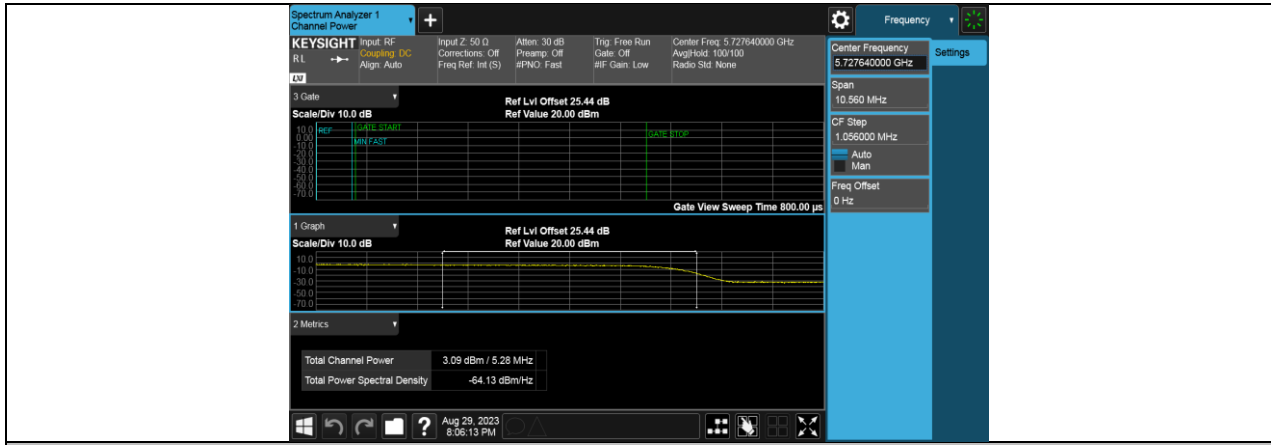 Spectrum Analyzer 1
Channel Power
+
Frequency
KEYSIGHT
Input: RF
Input Z: 50 Ω
Atten: 30 dB
Trig: Free Run
Center Freq: 5.727640000 GHz
RL
Coupling: DC
Corrections: Off
Preamp: Off
Gate: Off
Avg|Hold: 100/100
Align: Auto
Freq Ref: Int (S)
#PNO: Fast
#IF Gain: Low
Radio Std: None
LXI
Center Frequency
5.727640000 GHz
Settings
Span
10.560 MHz
CF Step
1.056000 MHz
Auto
Man
Freq Offset
0 Hz
3 Gate
Ref Lvl Offset 25.44 dB
Scale/Div 10.0 dB
Ref Value 20.00 dBm
10.0
0.00
-10.0
-20.0
-30.0
-40.0
-50.0
-60.0
-70.0
REF
GATE START
MIN FAST
GATE STOP
Gate View Sweep Time 800.00 µs
1 Graph
Ref Lvl Offset 25.44 dB
Scale/Div 10.0 dB
Ref Value 20.00 dBm
10.0
-10.0
-30.0
-50.0
-70.0
2 Metrics
Total Channel Power
3.09 dBm / 5.28 MHz
Total Power Spectral Density
-64.13 dBm/Hz
?
Aug 29, 2023
8:06:13 PM